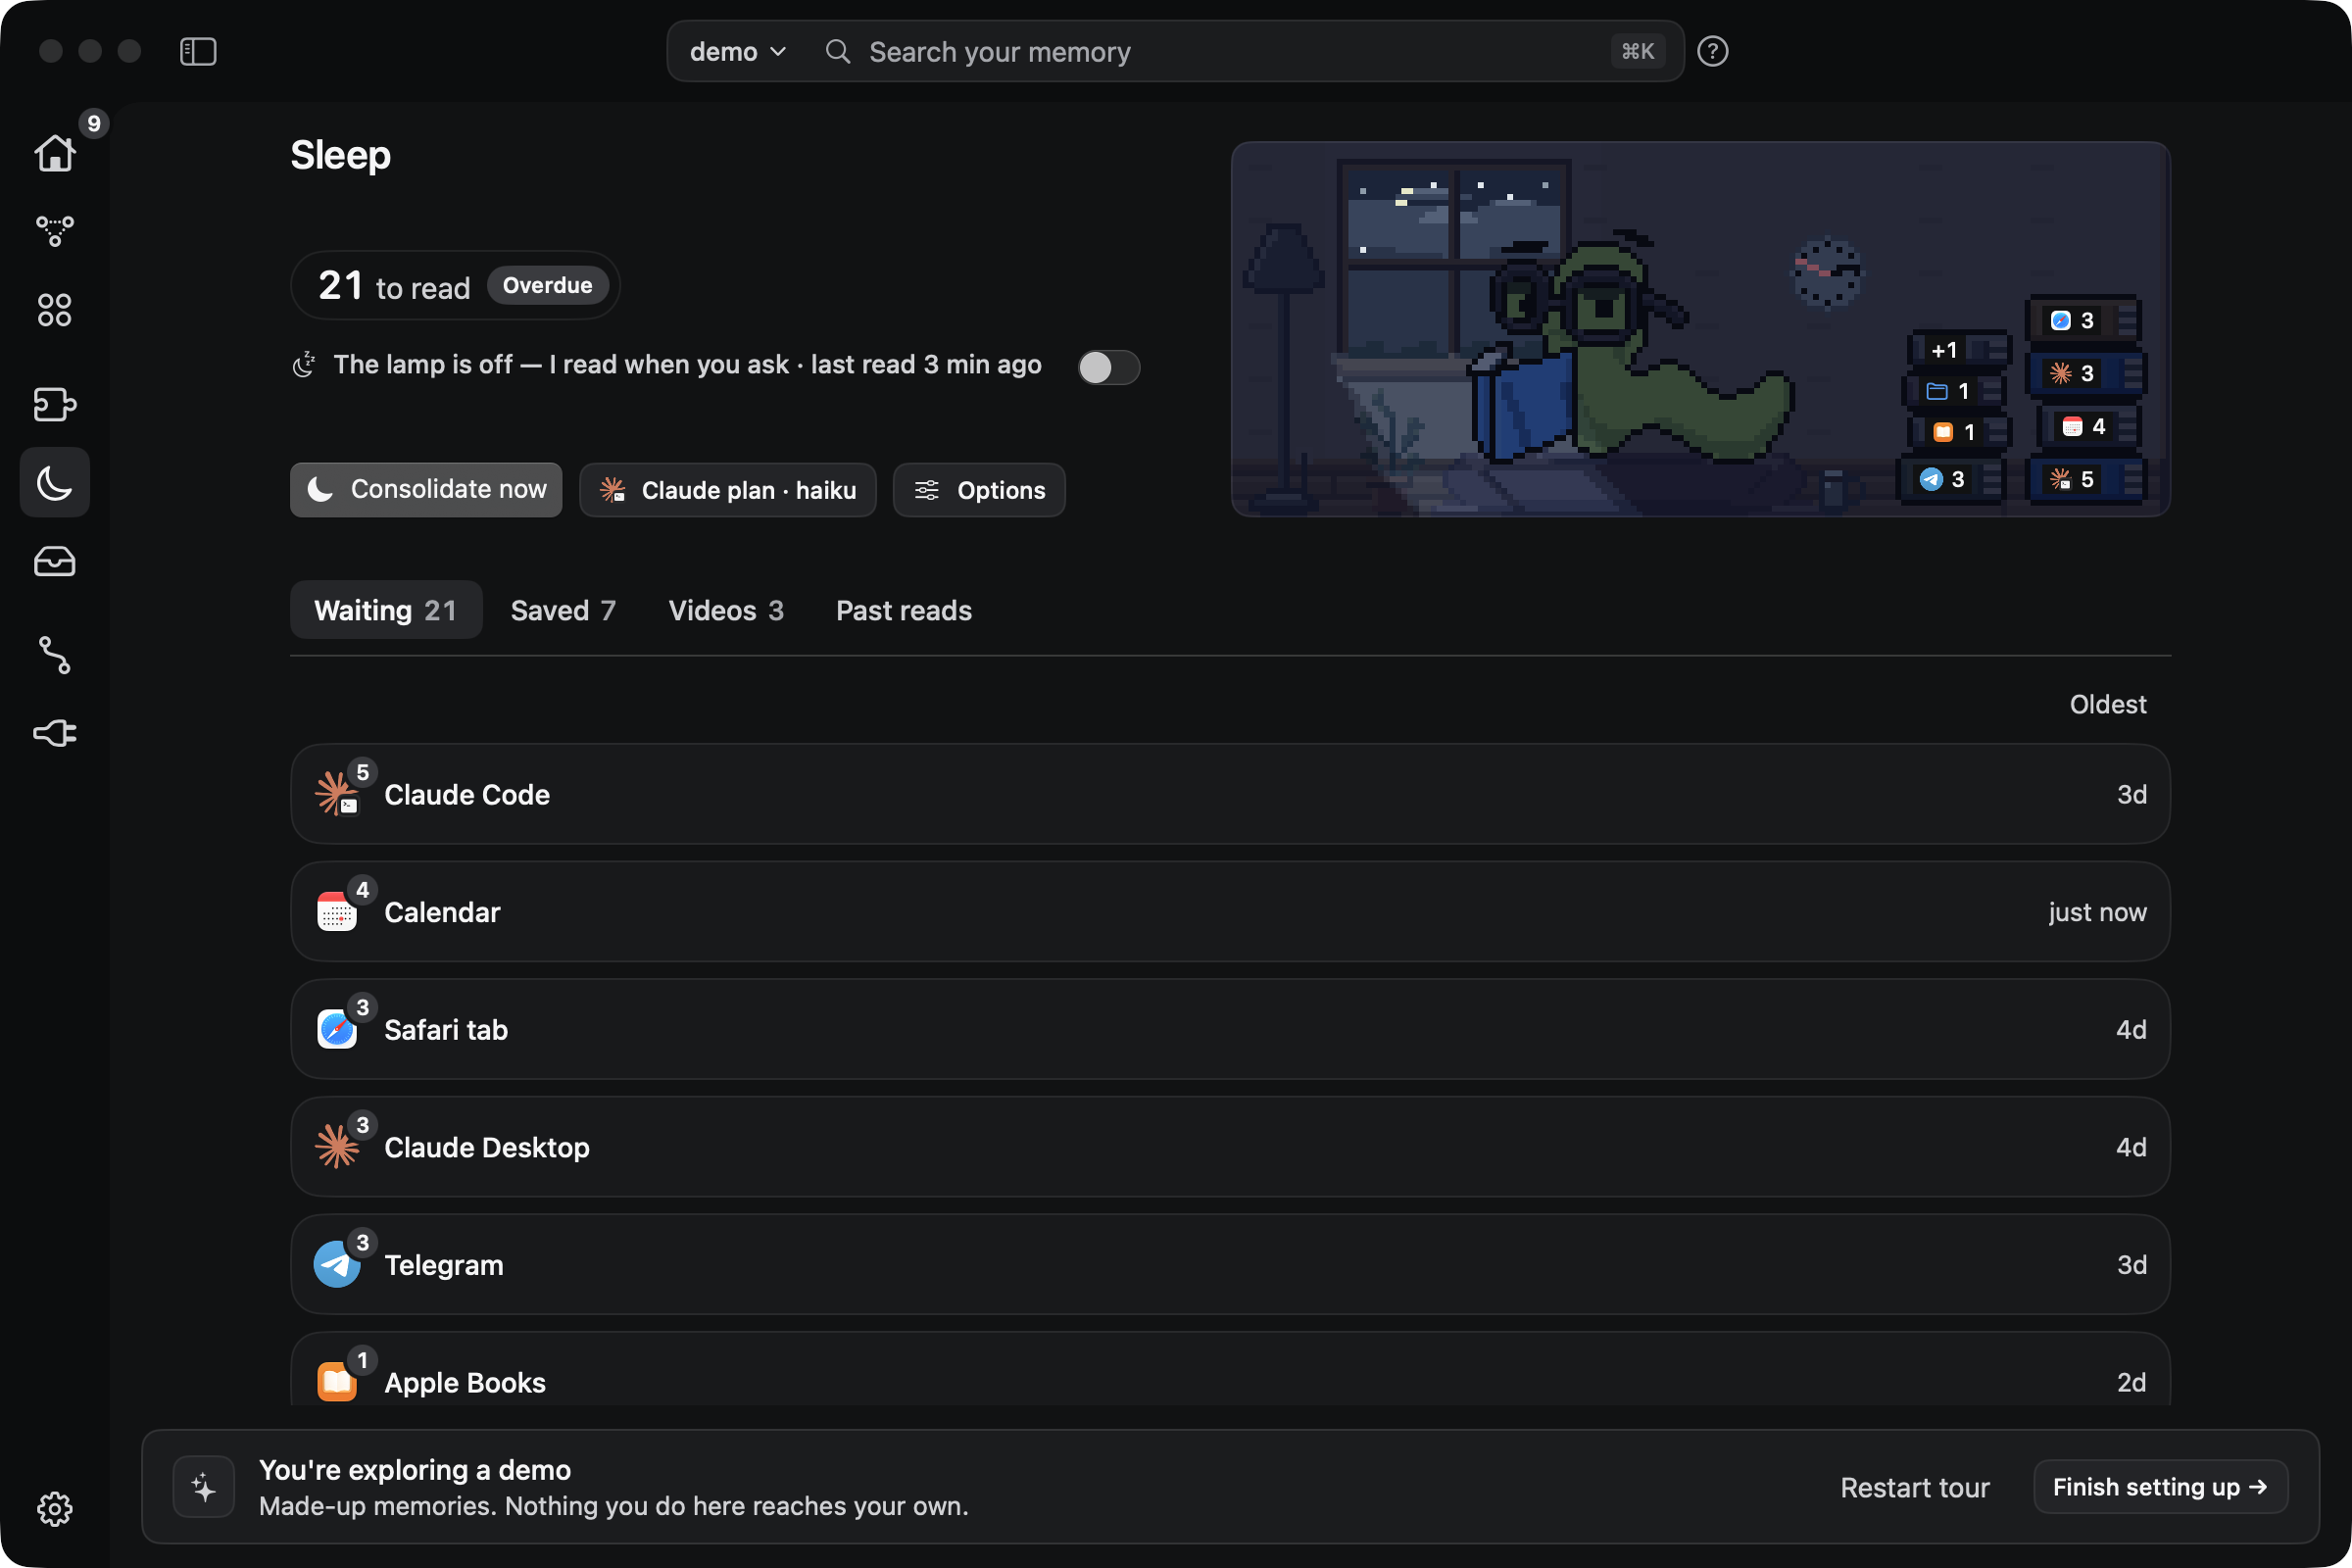 demo
Search your memory
⌘K
?
9
Sleep
21 to read Overdue
The lamp is off — I read when you ask · last read 3 min ago
Consolidate now
Claude plan · haiku
Options
3
+1
3
1
4
1
5
3
Waiting 21
Saved 7
Videos 3
Past reads
Oldest
5
Claude Code
3d
4
Calendar
just now
3
Safari tab
4d
3
Claude Desktop
4d
3
Telegram
3d
1
Apple Books
2d
You're exploring a demo
Made-up memories. Nothing you do here reaches your own.
Restart tour
Finish setting up →